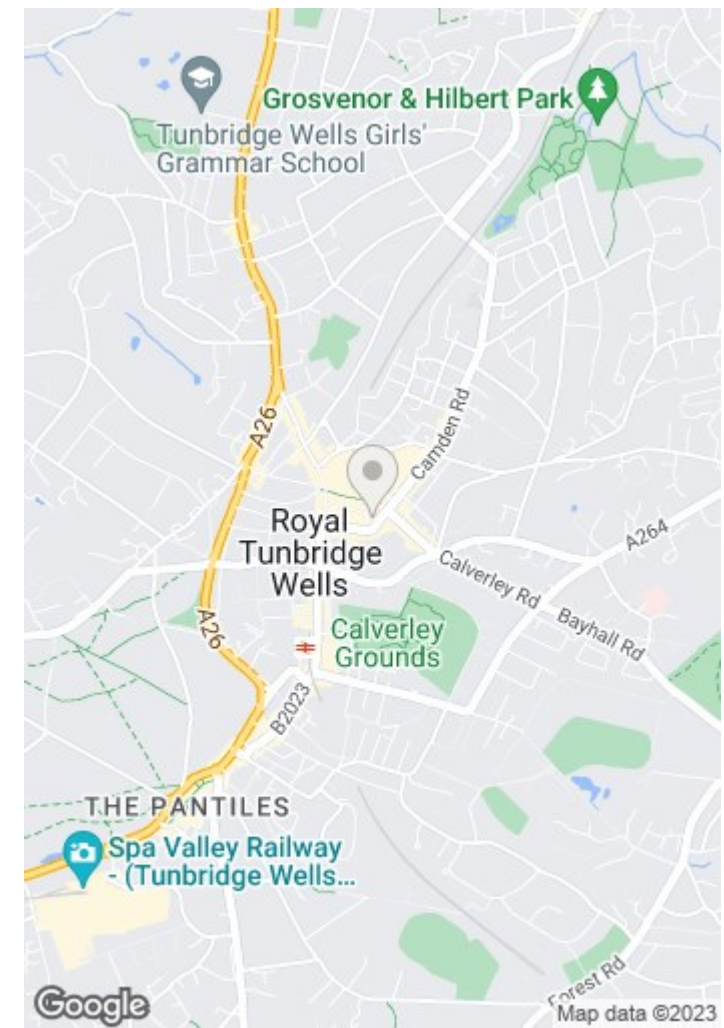 Grosvenor & Hilbert Park
Tunbridge Wells Girls'
Grammar School
A26
Camden Rd
Royal
Tunbridge
Wells
A264
Calverley Rd
Bayhall Rd
A26
Calverley
Grounds
B2023
THE PANTILES
Spa Valley Railway
- (Tunbridge Wells...
Forest Rd
Google
Map data ©2023